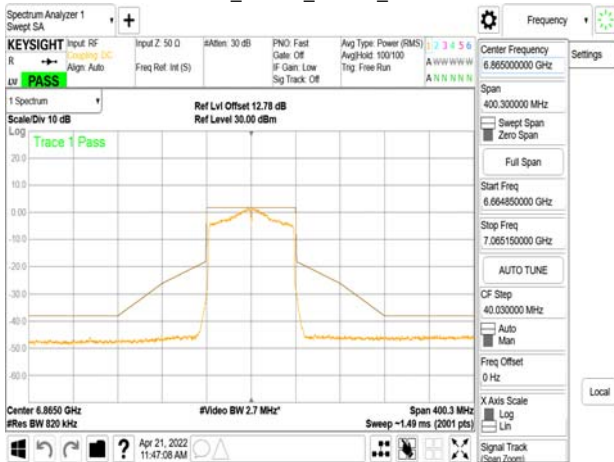 Spectrum Analyzer 1
Swept SA
Frequency
KEYSIGHT
R
LV
PASS
Input: RF
Coupling: DC
Align: Auto
Input Z: 50 Ω
Freq Ref: Int (S)
#Atten: 30 dB
PNO: Fast
Gate: Off
IF Gain: Low
Sig Track: Off
Avg Type: Power (RMS)
Avg|Hold: 100/100
Trig: Free Run
1 2 3 4 5 6
A W W W W W
A N N N N N
1 Spectrum
Scale/Div 10 dB
Ref Lvl Offset 12.78 dB
Ref Level 30.00 dBm
Log
Trace 1 Pass
20.0
10.0
0.00
-10.0
-20.0
-30.0
-40.0
-50.0
-60.0
Center 6.8650 GHz
#Res BW 820 kHz
#Video BW 2.7 MHz*
Span 400.3 MHz
Sweep ~1.49 ms (2001 pts)
Apr 21, 2022
11:47:08 AM
Center Frequency
6.865000000 GHz
Settings
Span
400.300000 MHz
Swept Span
Zero Span
Full Span
Start Freq
6.664850000 GHz
Stop Freq
7.065150000 GHz
AUTO TUNE
CF Step
40.030000 MHz
Auto
Man
Freq Offset
0 Hz
X Axis Scale
Log
Lin
Local
Signal Track
(Span Zoom)